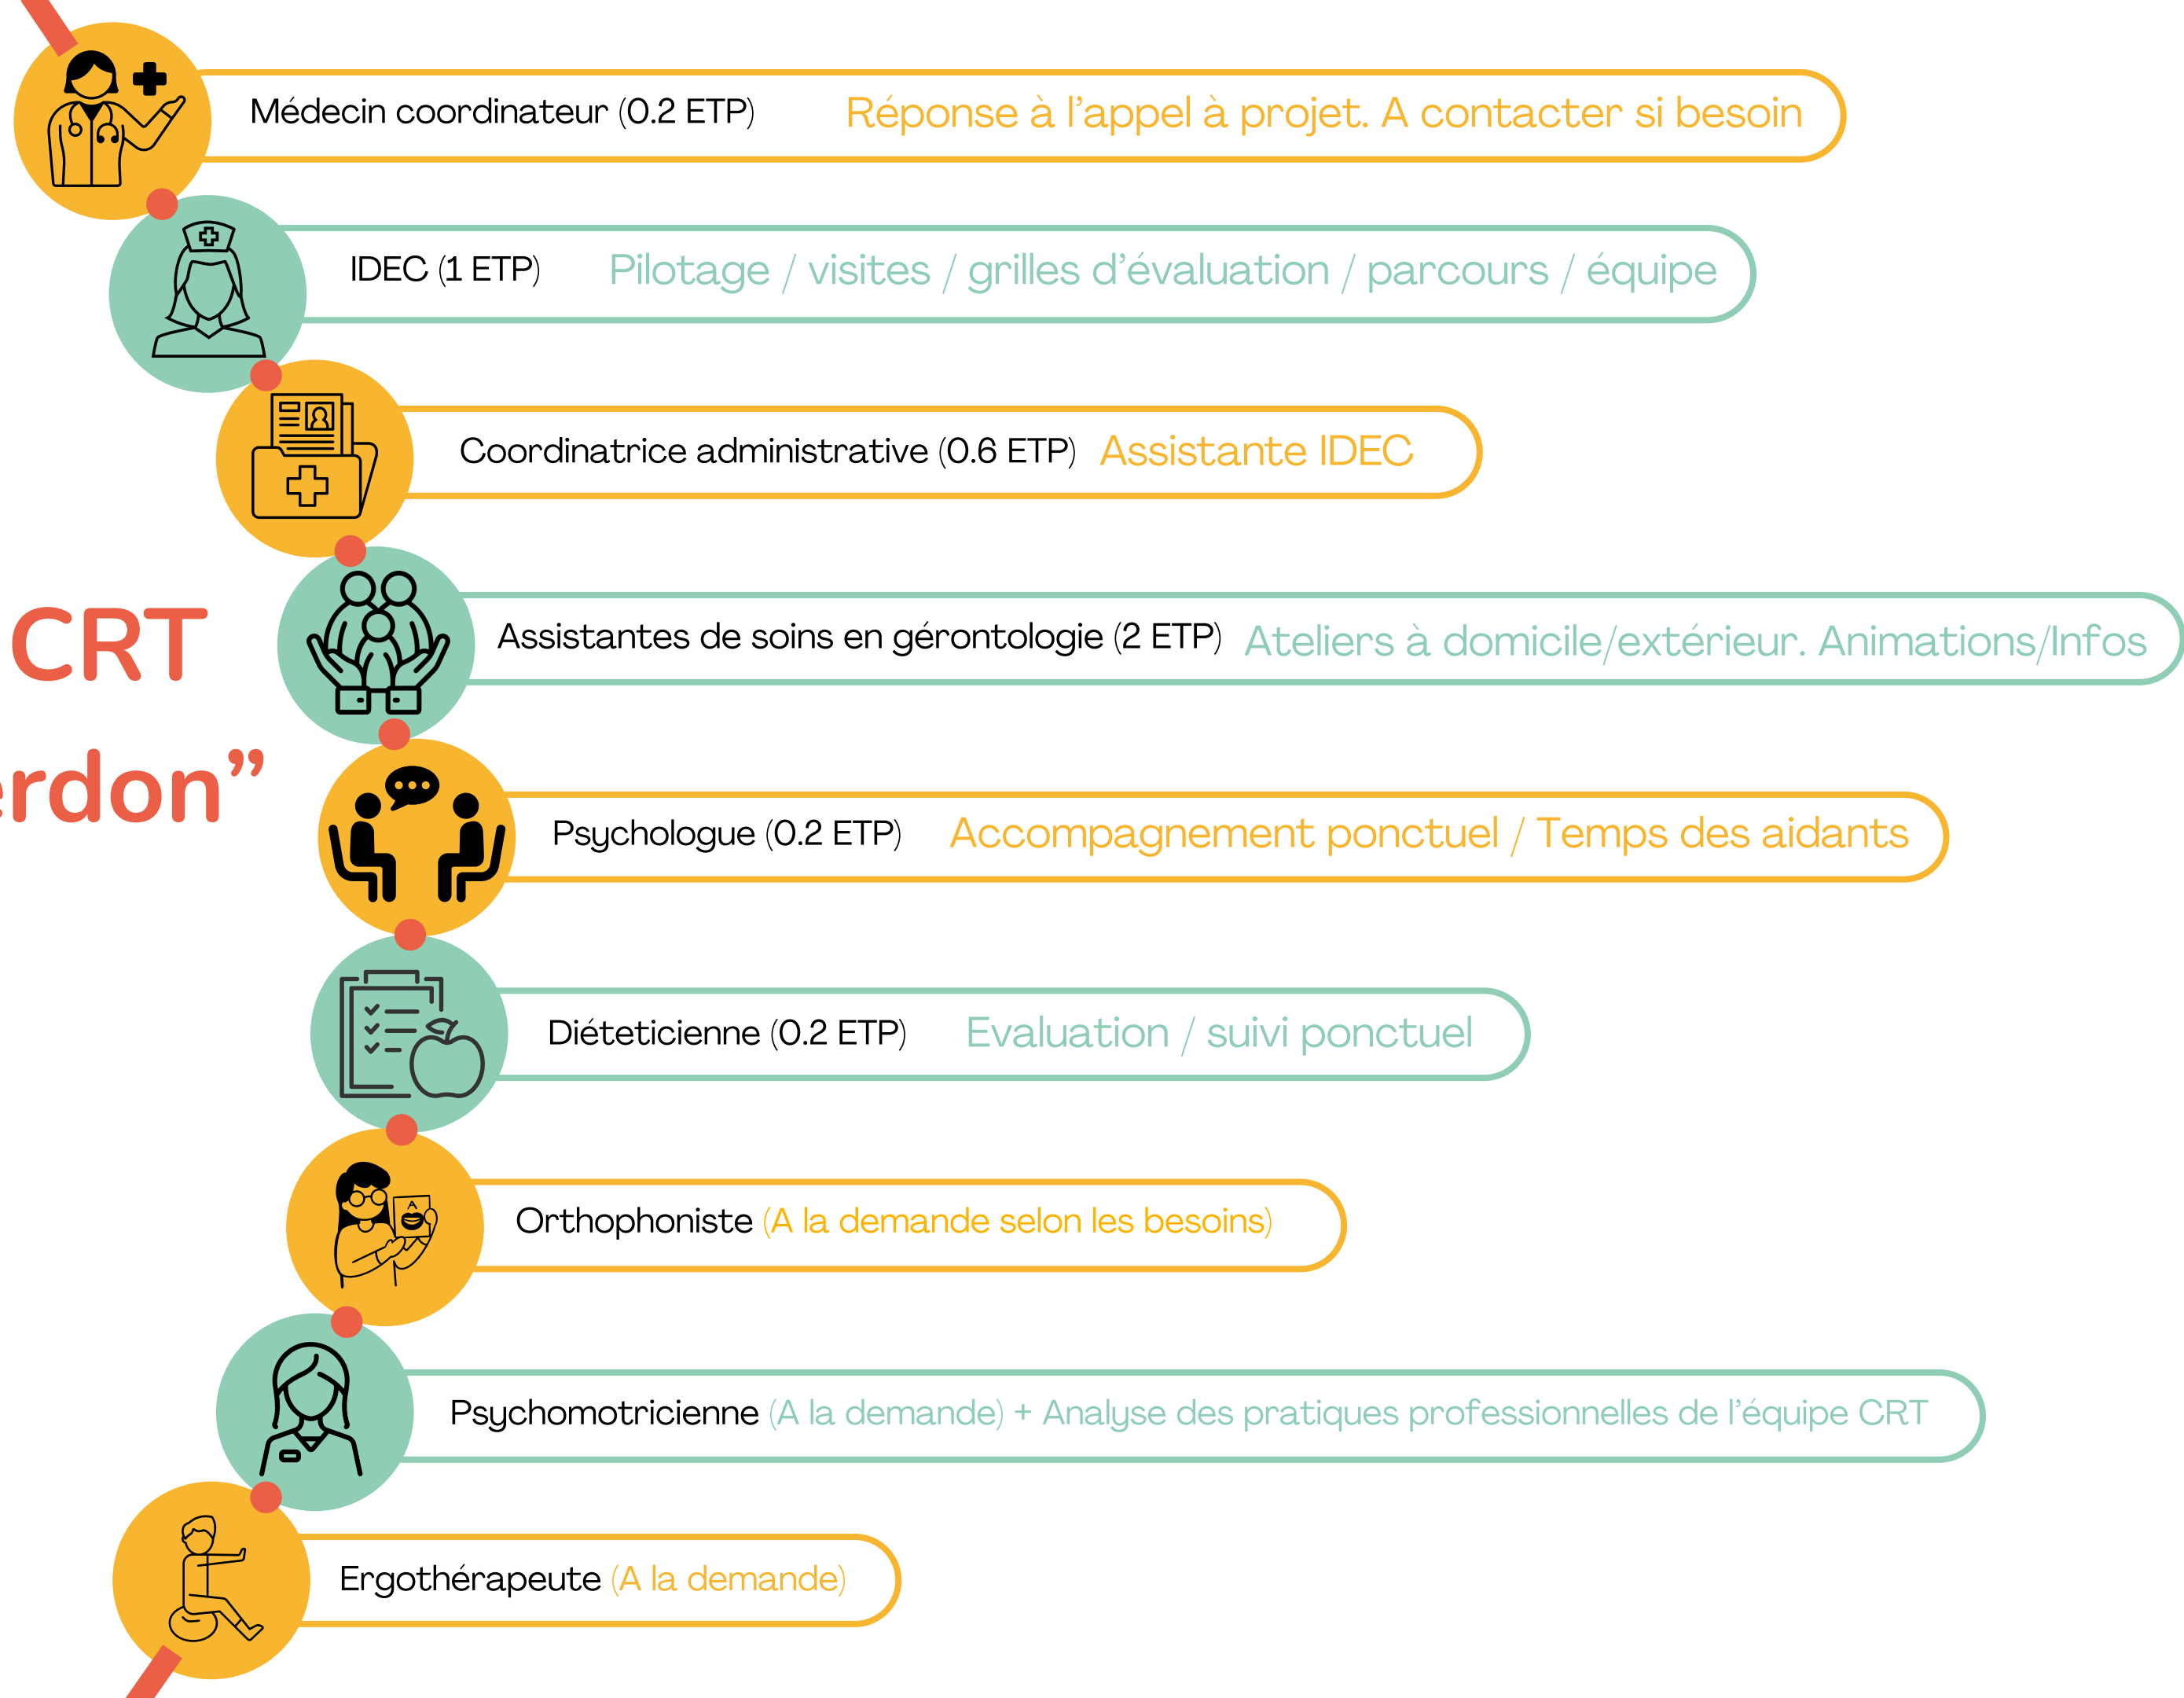 Médecin coordinateur (0.2 ETP) Réponse à l'appel à projet. A contacter si besoin
IDEC (1 ETP) Pilotage / visites / grilles d'évaluation / parcours / équipe
Coordinatrice administrative (0.6 ETP) Assistante IDEC
CRT
Assistantes de soins en gérontologie (2 ETP) Ateliers à domicile/extérieur. Animations/Infos
erdon”
Psychologue (0.2 ETP) Accompagnement ponctuel / Temps des aidants
Diéteticienne (0.2 ETP) Evaluation / suivi ponctuel
Orthophoniste (A la demande selon les besoins)
Psychomotricienne (A la demande) + Analyse des pratiques professionnelles de l'équipe CRT
Ergothérapeute (A la demande)
A